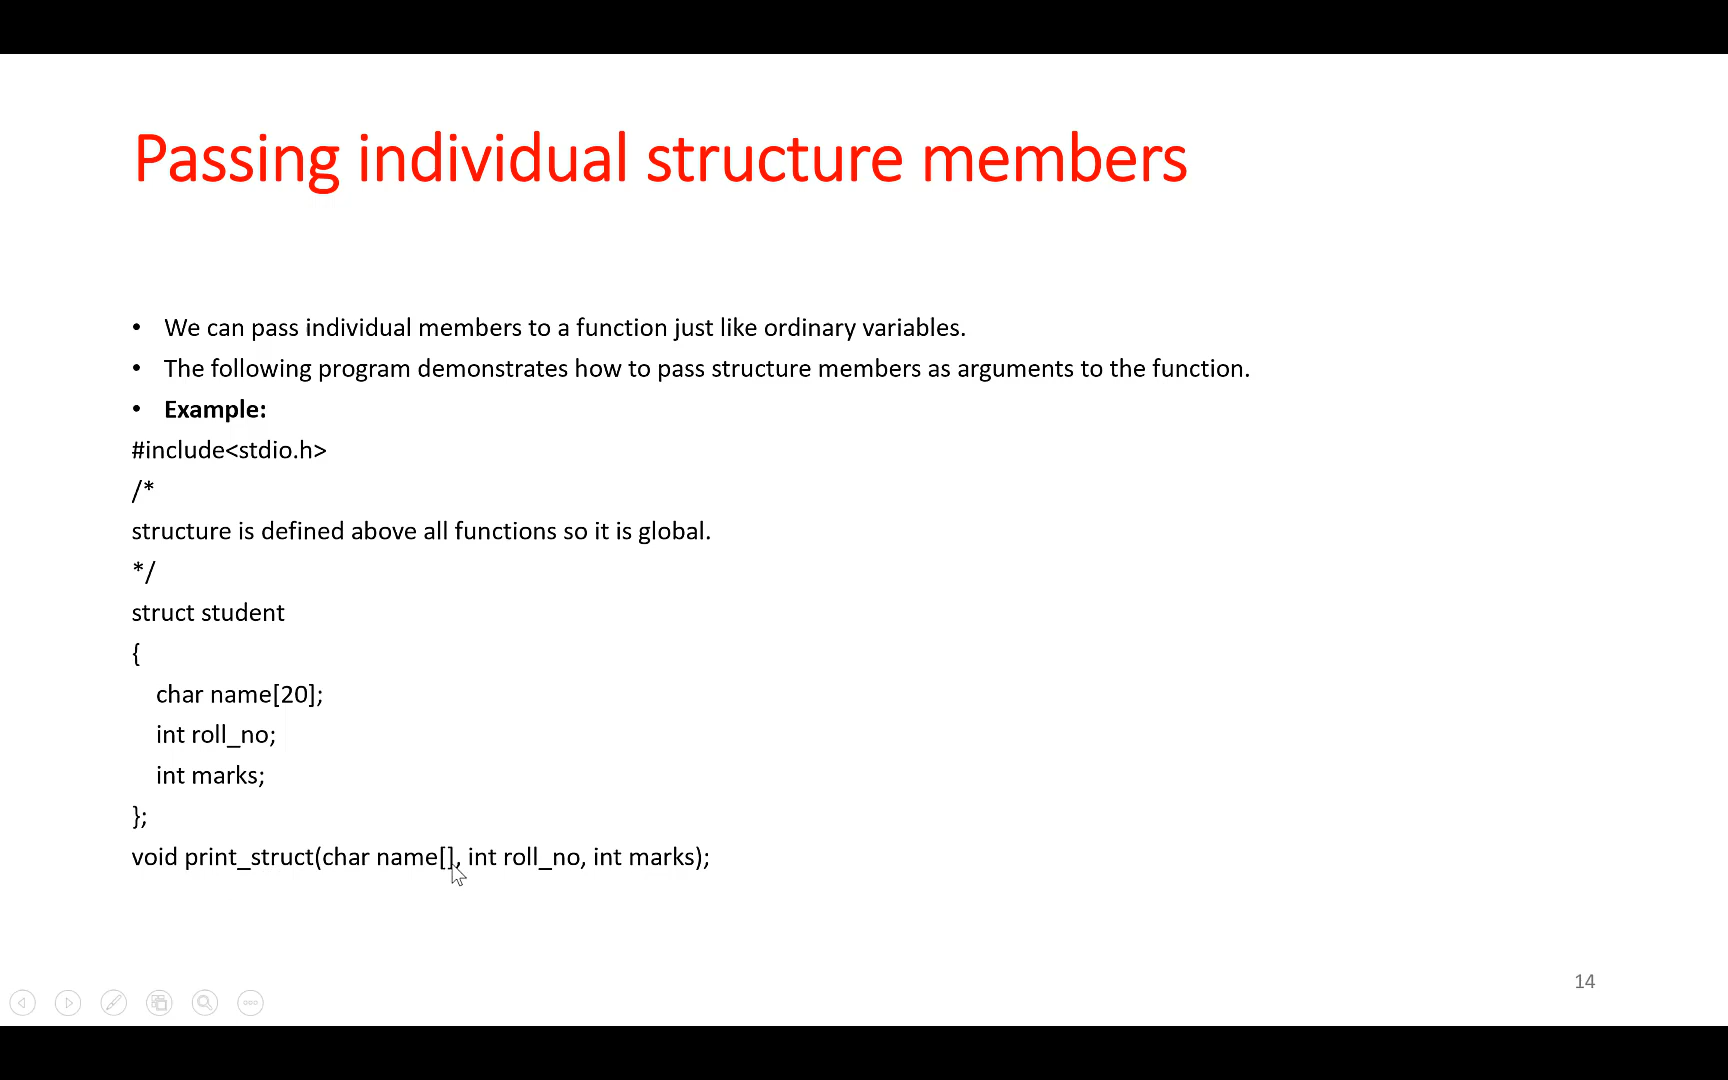 Passing individual structure members
• We can pass individual members to a function just like ordinary variables.
• The following program demonstrates how to pass structure members as arguments to the function.
• Example:
#include<stdio.h>
/*
structure is defined above all functions so it is global.
*/
struct student
{
char name[20];
int roll_no;
int marks;
};
void print_struct(char name[], int roll_no, int marks);
14